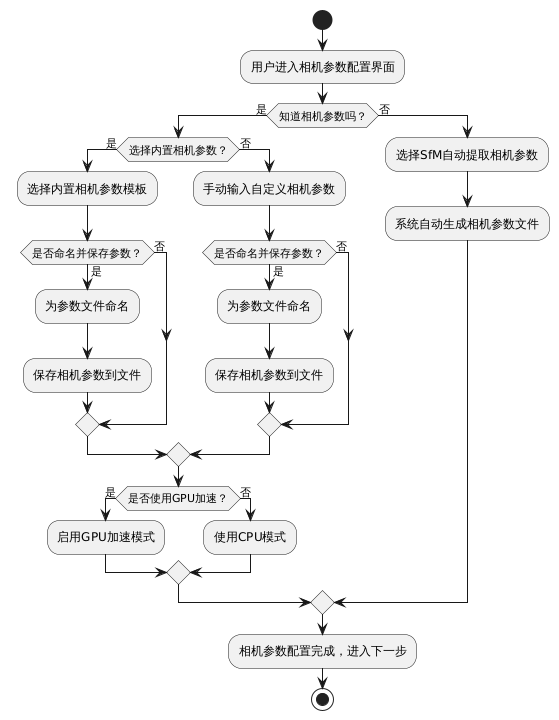 用户进入相机参数配置界面
知道相机参数吗？
是
否
选择内置相机参数？
是
否
选择SfM自动提取相机参数
选择内置相机参数模板
手动输入自定义相机参数
系统自动生成相机参数文件
是否命名并保存参数？
否
是
是否命名并保存参数？
否
是
为参数文件命名
为参数文件命名
保存相机参数到文件
保存相机参数到文件
是否使用GPU加速？
是
否
启用GPU加速模式
使用CPU模式
相机参数配置完成，进入下一步